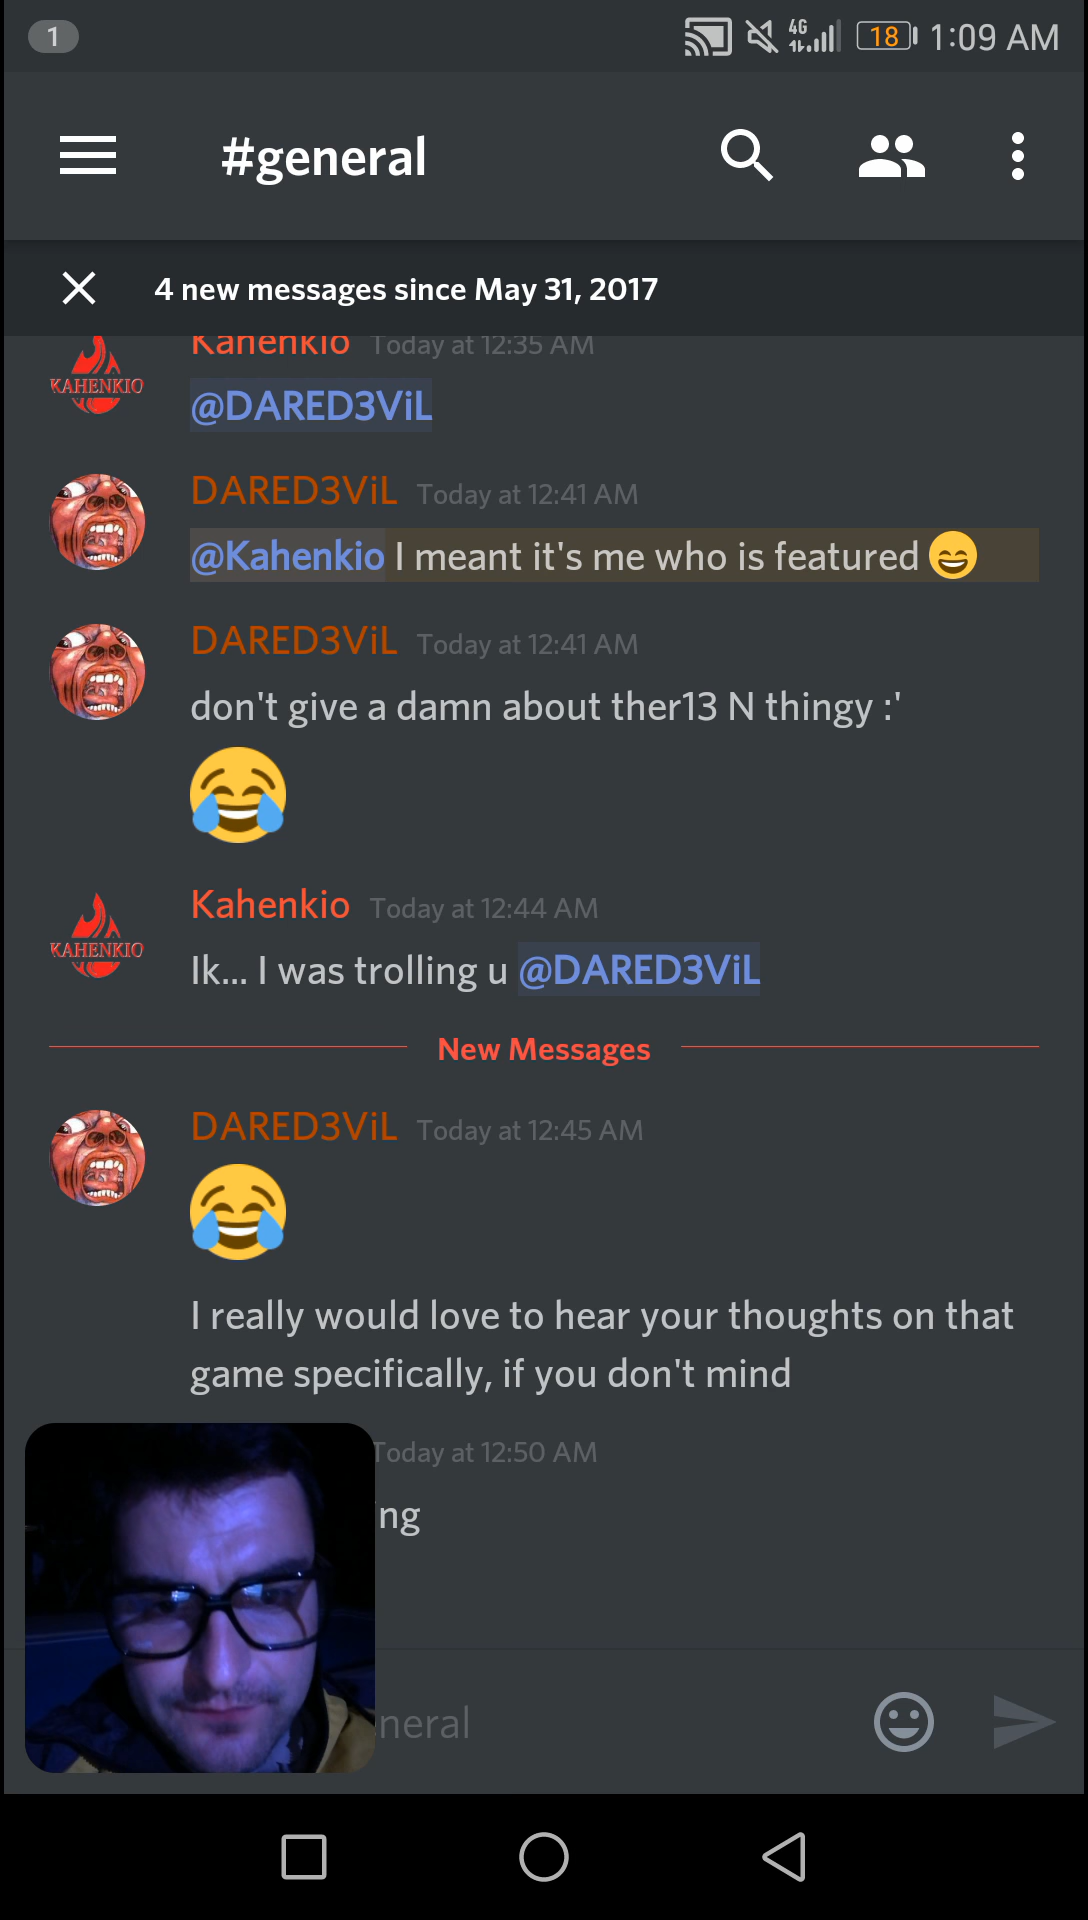 1
4G
18
1:09 AM
#general
4 new messages since May 31, 2017
Kahenkio Today at 12:35 AM
KAHENKIO
@DARED3ViL
DARED3ViL Today at 12:41 AM
@Kahenkio I meant it's me who is featured 😄
DARED3ViL Today at 12:41 AM
don't give a damn about ther13 N thingy :'
😂
Kahenkio Today at 12:44 AM
KAHENKIO
Ik... I was trolling u @DARED3ViL
New Messages
DARED3ViL Today at 12:45 AM
😂
I really would love to hear your thoughts on that
game specifically, if you don't mind
Today at 12:50 AM
ng
neral